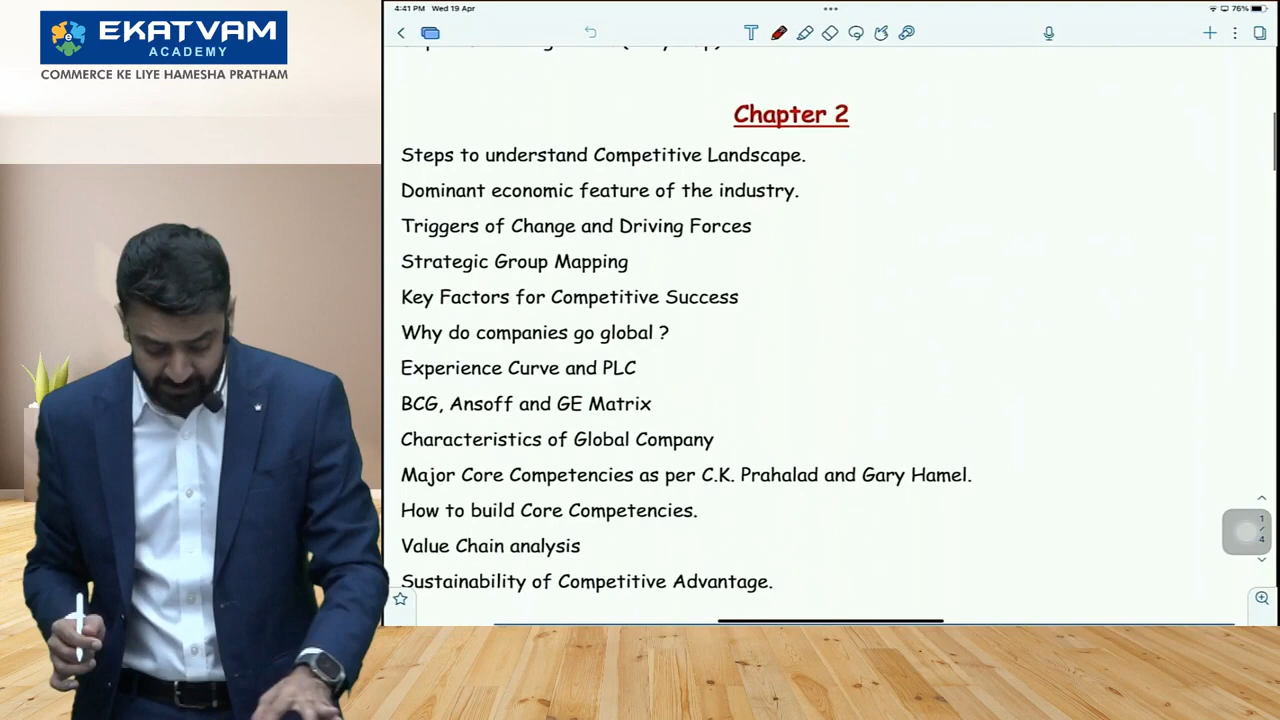 EKATVAM
ACADEMY
COMMERCE KE LIYE HAMESHA PRATHAM
4:41 PM Wed 19 Apr
76%
Chapter 2
Steps to understand Competitive Landscape.
Dominant economic feature of the industry.
Triggers of Change and Driving Forces
Strategic Group Mapping
Key Factors for Competitive Success
Why do companies go global ?
Experience Curve and PLC
BCG, Ansoff and GE Matrix
Characteristics of Global Company
Major Core Competencies as per C.K. Prahalad and Gary Hamel.
How to build Core Competencies.
Value Chain analysis
Sustainability of Competitive Advantage.
1
/
4